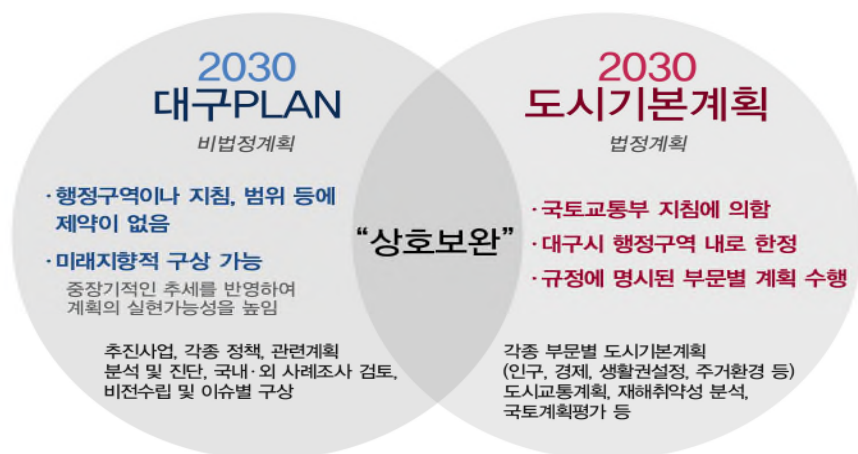 2030
대구PLAN
비법정계획
· 행정구역이나 지침, 범위 등에
제약이 없음
· 미래지향적 구상 가능
중장기적인 추세를 반영하여
계획의 실현가능성을 높임
추진사업, 각종 정책, 관련계획
분석 및 진단, 국내·외 사례조사 검토,
비전수립 및 이슈별 구상
“상호보완”
2030
도시기본계획
법정계획
· 국토교통부 지침에 의함
· 대구시 행정구역 내로 한정
· 규정에 명시된 부문별 계획 수행
각종 부문별 도시기본계획
(인구, 경제, 생활권설정, 주거환경 등)
도시교통계획, 재해취약성 분석,
국토계획평가 등